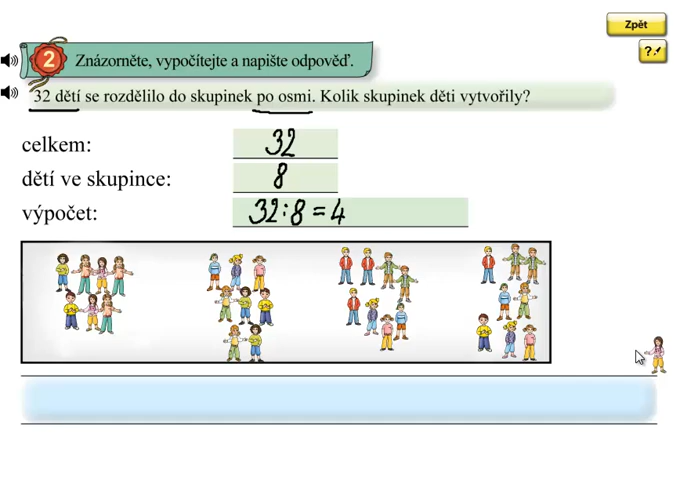 Zpět
?
2 Znázorněte, vypočítejte a napište odpověď.
32 dětí se rozdělilo do skupinek po osmi. Kolik skupinek děti vytvořily?
celkem: 32
dětí ve skupince: 8
výpočet: 32:8=4